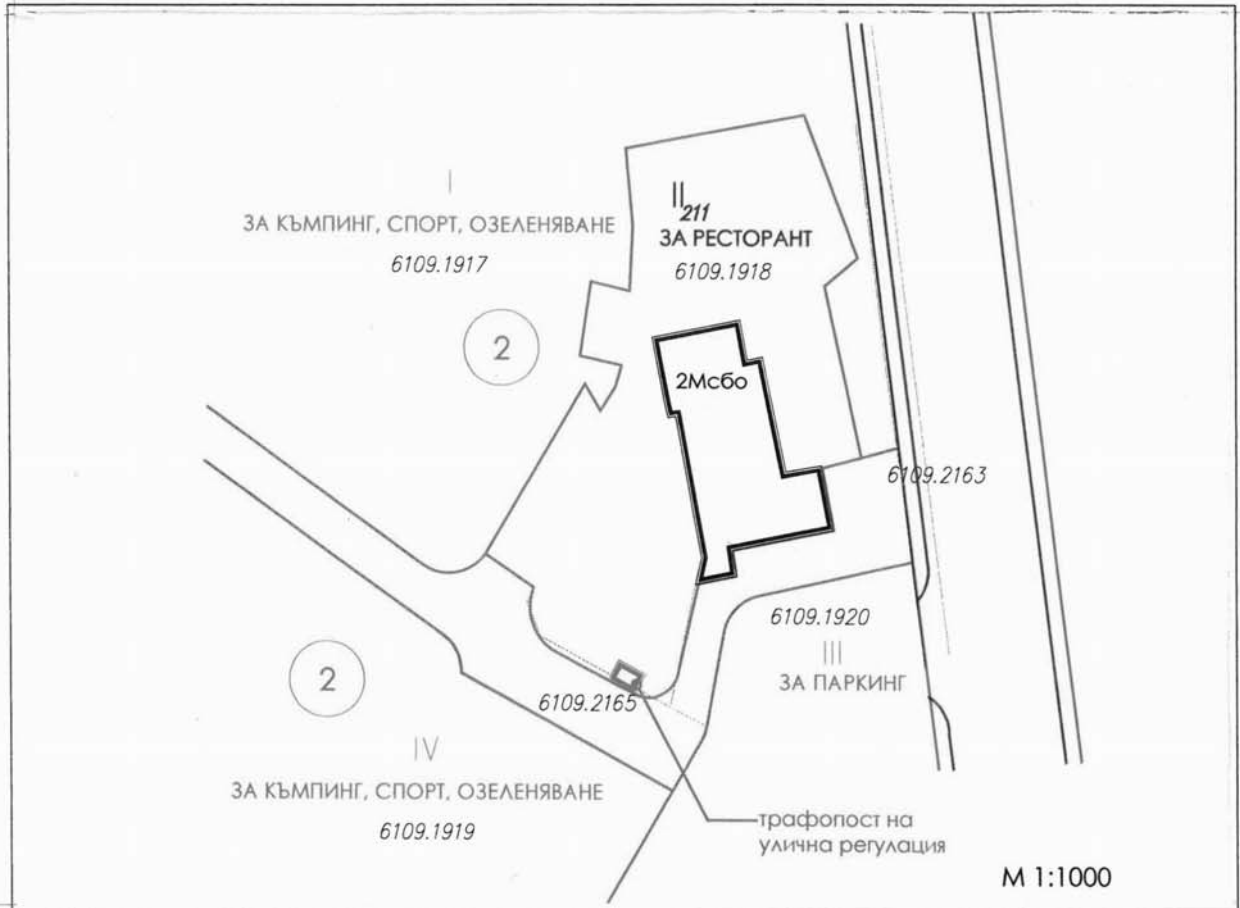 I
ЗА КЪМПИНГ, СПОРТ, ОЗЕЛЕНЯВАНЕ
6109.1917
II 211
ЗА РЕСТОРАНТ
6109.1918
2
2Мсбо
6109.2163
6109.1920
III
ЗА ПАРКИНГ
2
6109.2165
IV
ЗА КЪМПИНГ, СПОРТ, ОЗЕЛЕНЯВАНЕ
6109.1919
трафопост на
улична регулация
М 1:1000